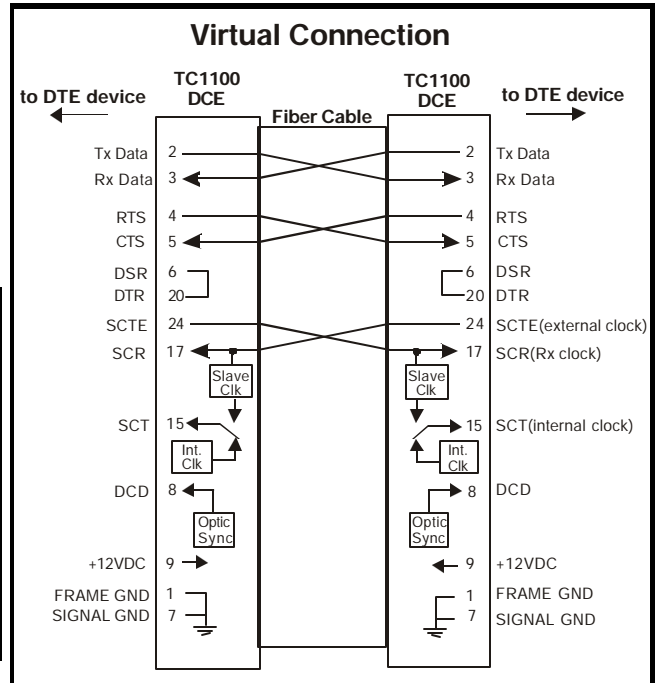 Virtual Connection
to DTE device
TC1100
DCE
Fiber Cable
TC1100
DCE
to DTE device
Tx Data 2 2 Tx Data
Rx Data 3 3 Rx Data
RTS 4 4 RTS
CTS 5 5 CTS
DSR 6 6 DSR
DTR 20 20 DTR
SCTE 24 24 SCTE(external clock)
SCR 17 17 SCR(Rx clock)
Slave
Clk
Slave
Clk
SCT 15 15 SCT(internal clock)
Int.
Clk
Int.
Clk
DCD 8 8 DCD
Optic
Sync
Optic
Sync
+12VDC 9 9 +12VDC
FRAME GND 1 1 FRAME GND
SIGNAL GND 7 7 SIGNAL GND